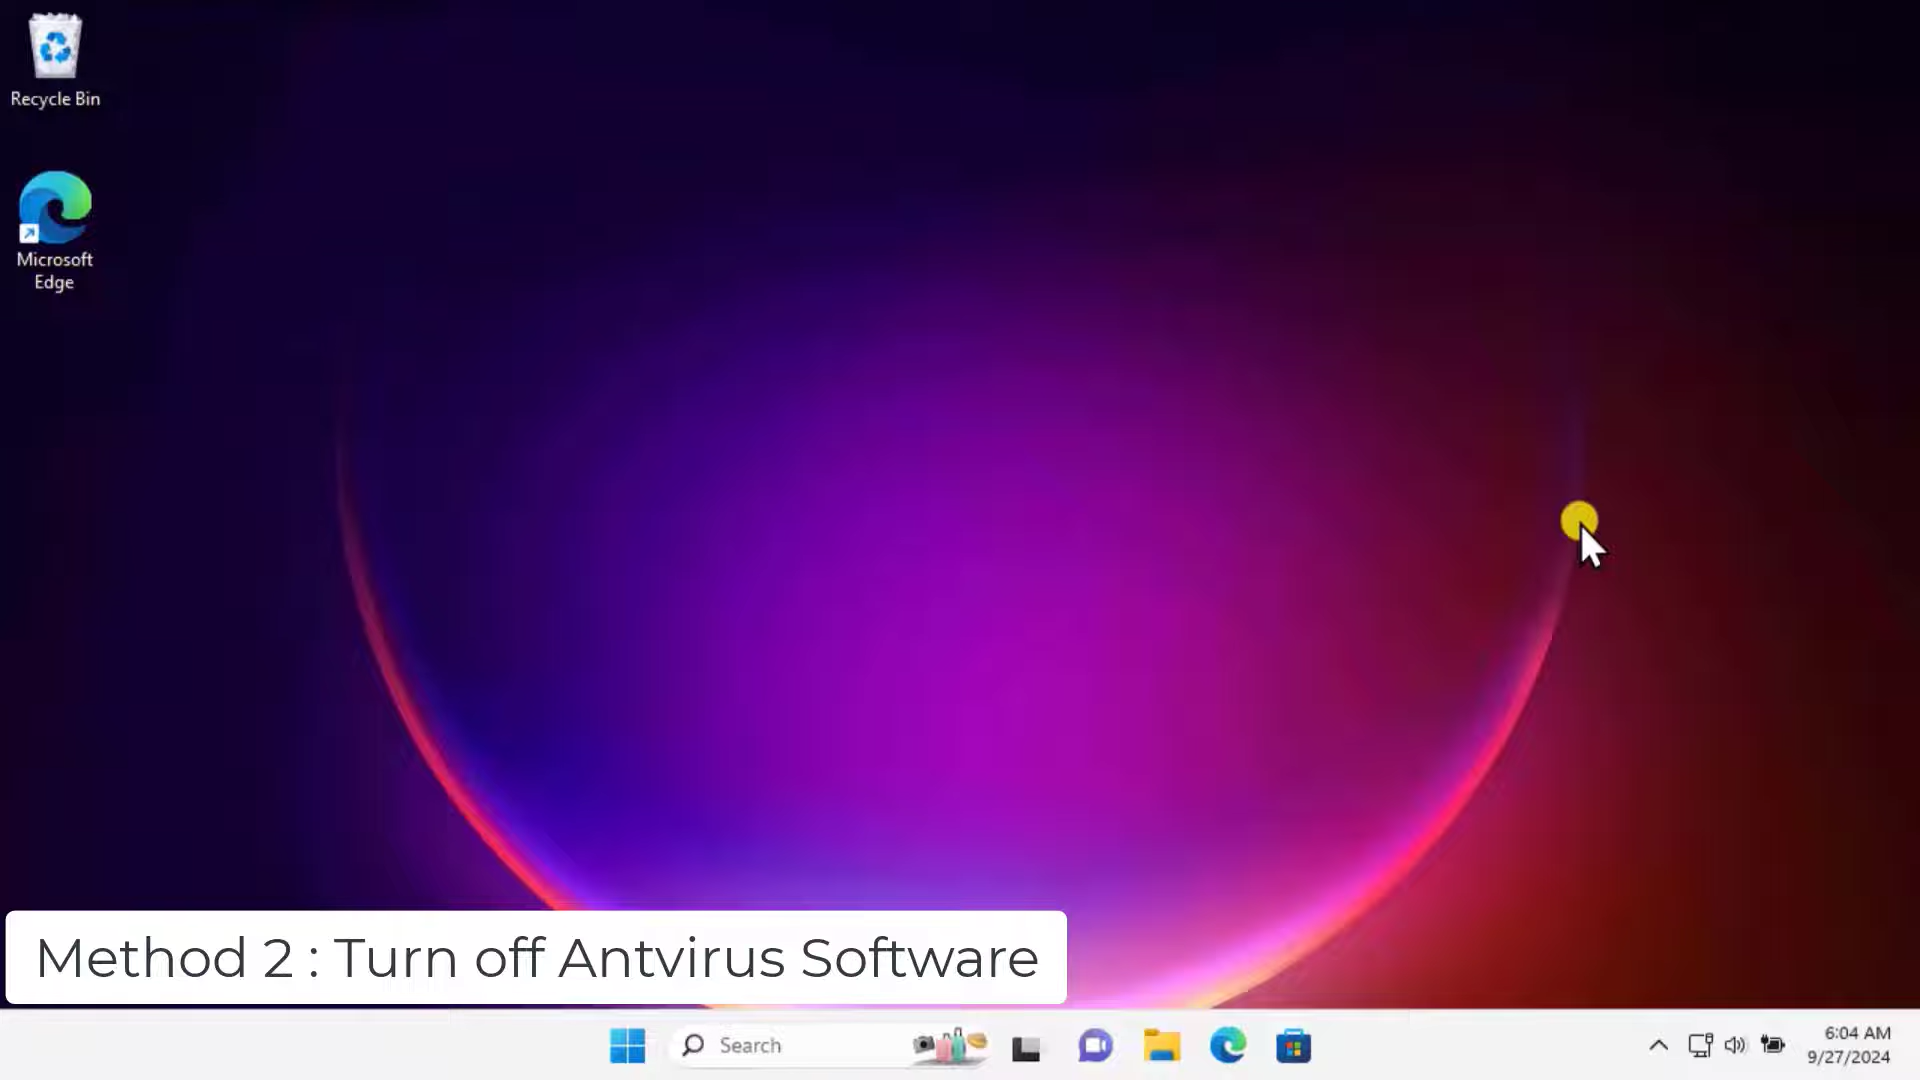 Recycle Bin
Microsoft
Edge
Method 2 : Turn off Antvirus Software
Search
6:04 AM
9/27/2024